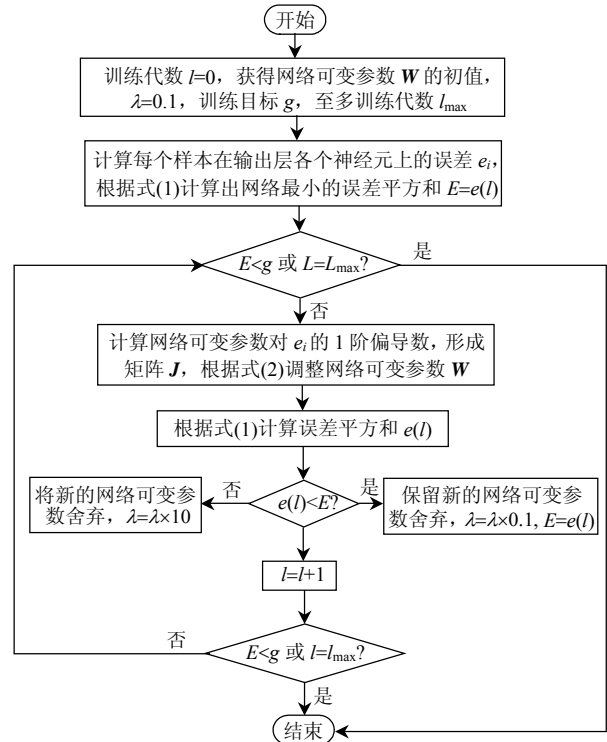 开始
训练代数 l=0，获得网络可变参数 W 的初值，
λ=0.1，训练目标 g，至多训练代数 lmax
计算每个样本在输出层各个神经元上的误差 ei，
根据式(1)计算出网络最小的误差平方和 E=e(l)
E<g 或 L=Lmax?
是
否
计算网络可变参数对 ei 的 1 阶偏导数，形成
矩阵 J，根据式(2)调整网络可变参数 W
根据式(1)计算误差平方和 e(l)
将新的网络可变参
数舍弃，λ=λ×10
否
e(l)<E?
是
保留新的网络可变参
数舍弃，λ=λ×0.1, E=e(l)
l=l+1
否
E<g 或 l=lmax?
是
结束